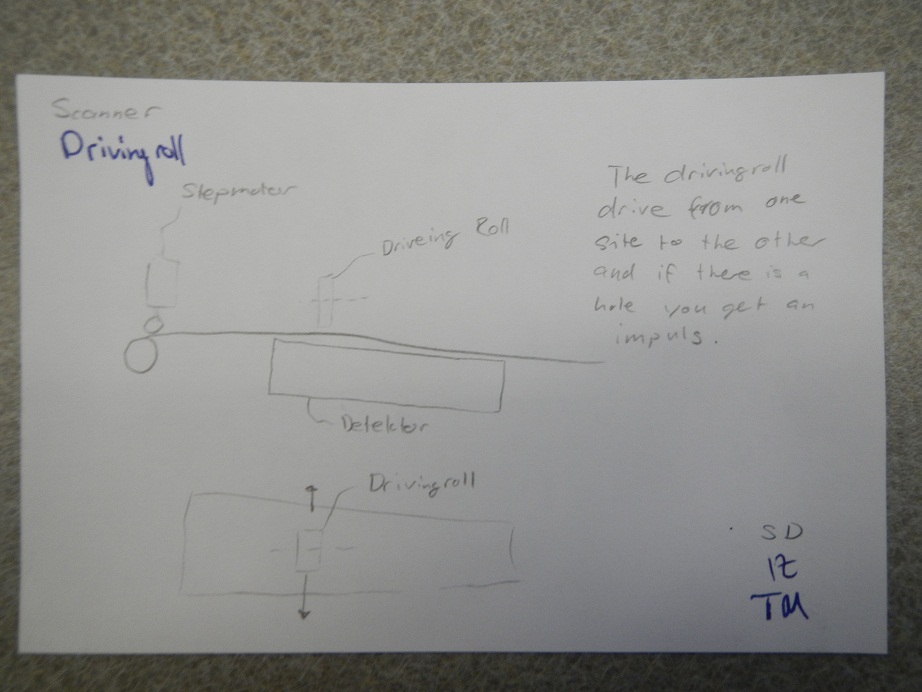 Scanner
Drivingroll
Stepmotor
Driveing Roll
The drivingroll
drive from one
site to the other
and if there is a
hole you get an
impuls.
Detektor
Drivingroll
SD
TM